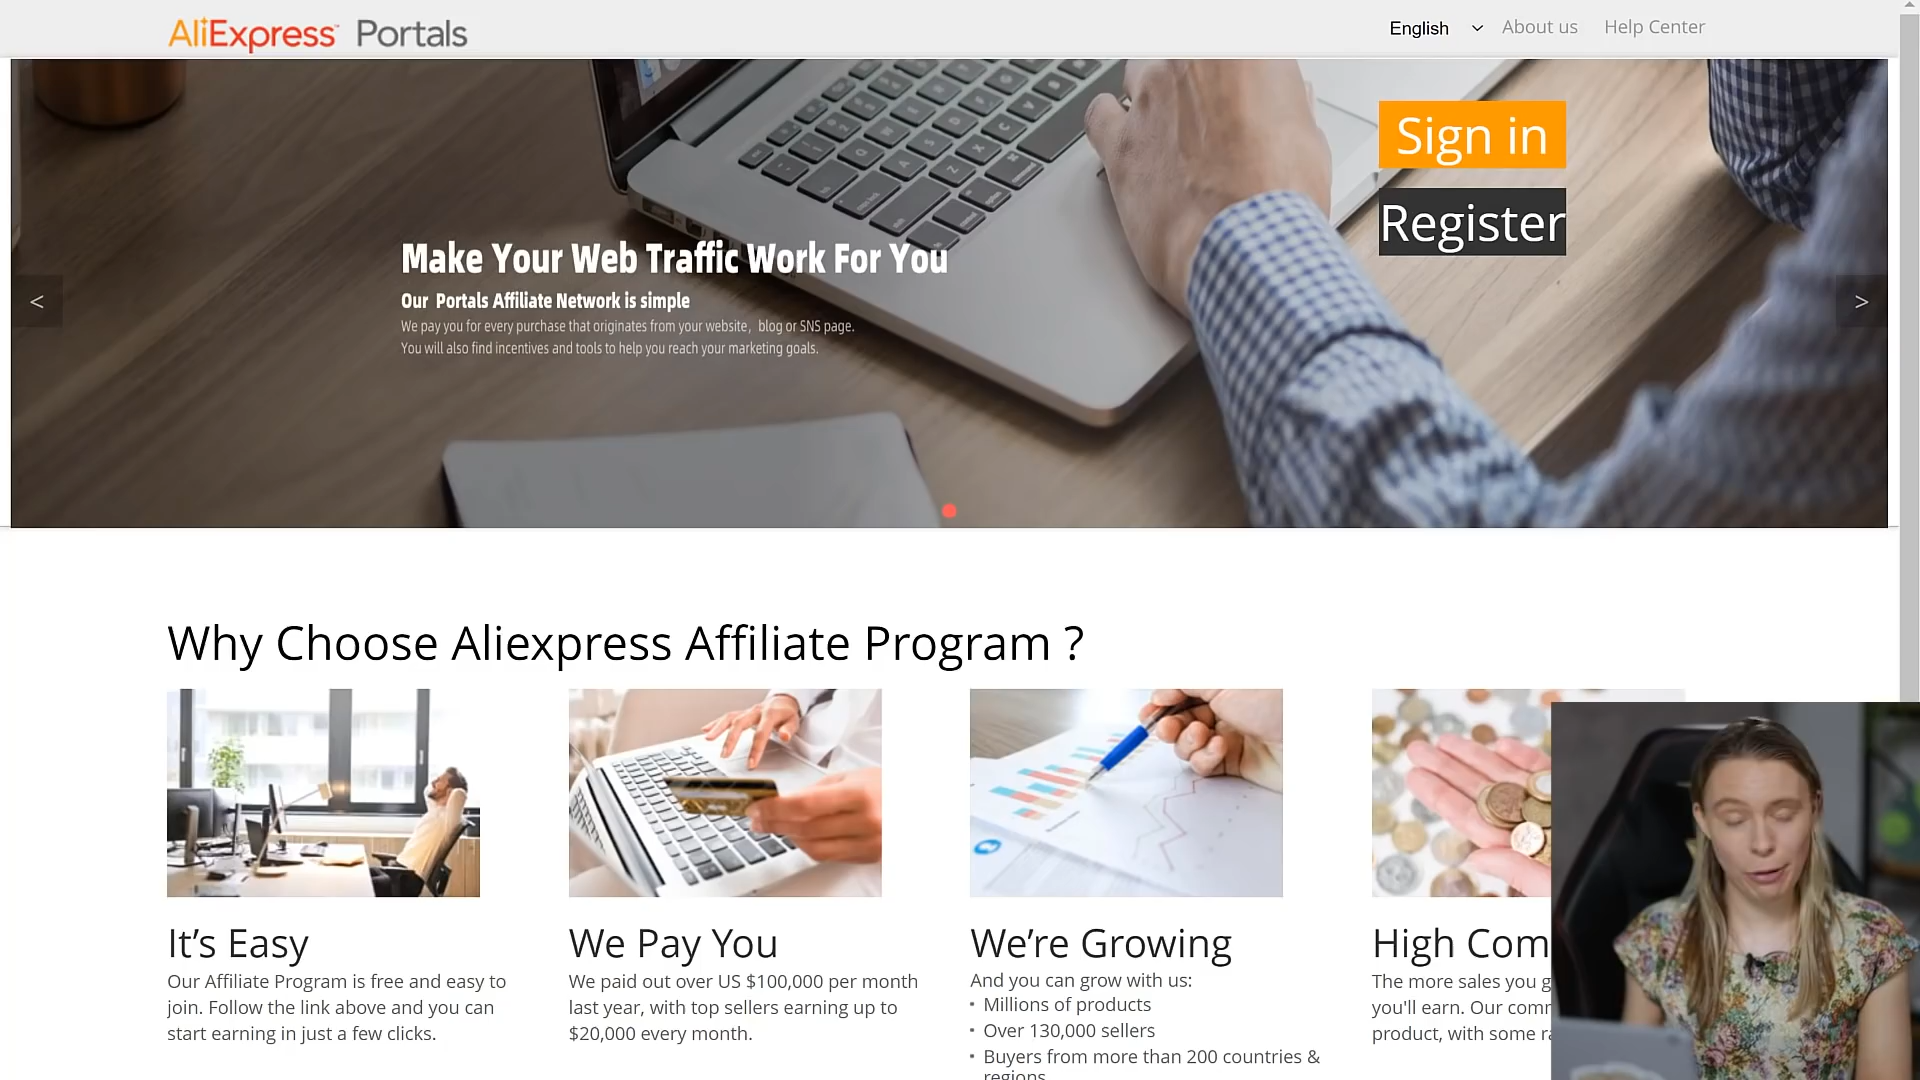 AliExpress™ Portals
English
About us
Help Center
Sign in
Register
Make Your Web Traffic Work For You
Our Portals Affiliate Network is simple
We pay you for every purchase that originates from your website, blog or SNS page.
You will also find incentives and tools to help you reach your marketing goals.
<
>
Why Choose Aliexpress Affiliate Program ?
It’s Easy
Our Affiliate Program is free and easy to
join. Follow the link above and you can
start earning in just a few clicks.
We Pay You
We paid out over US $100,000 per month
last year, with top sellers earning up to
$20,000 every month.
We’re Growing
And you can grow with us:
• Millions of products
• Over 130,000 sellers
• Buyers from more than 200 countries &
regions
High Com
The more sales you g
you'll earn. Our com
product, with some